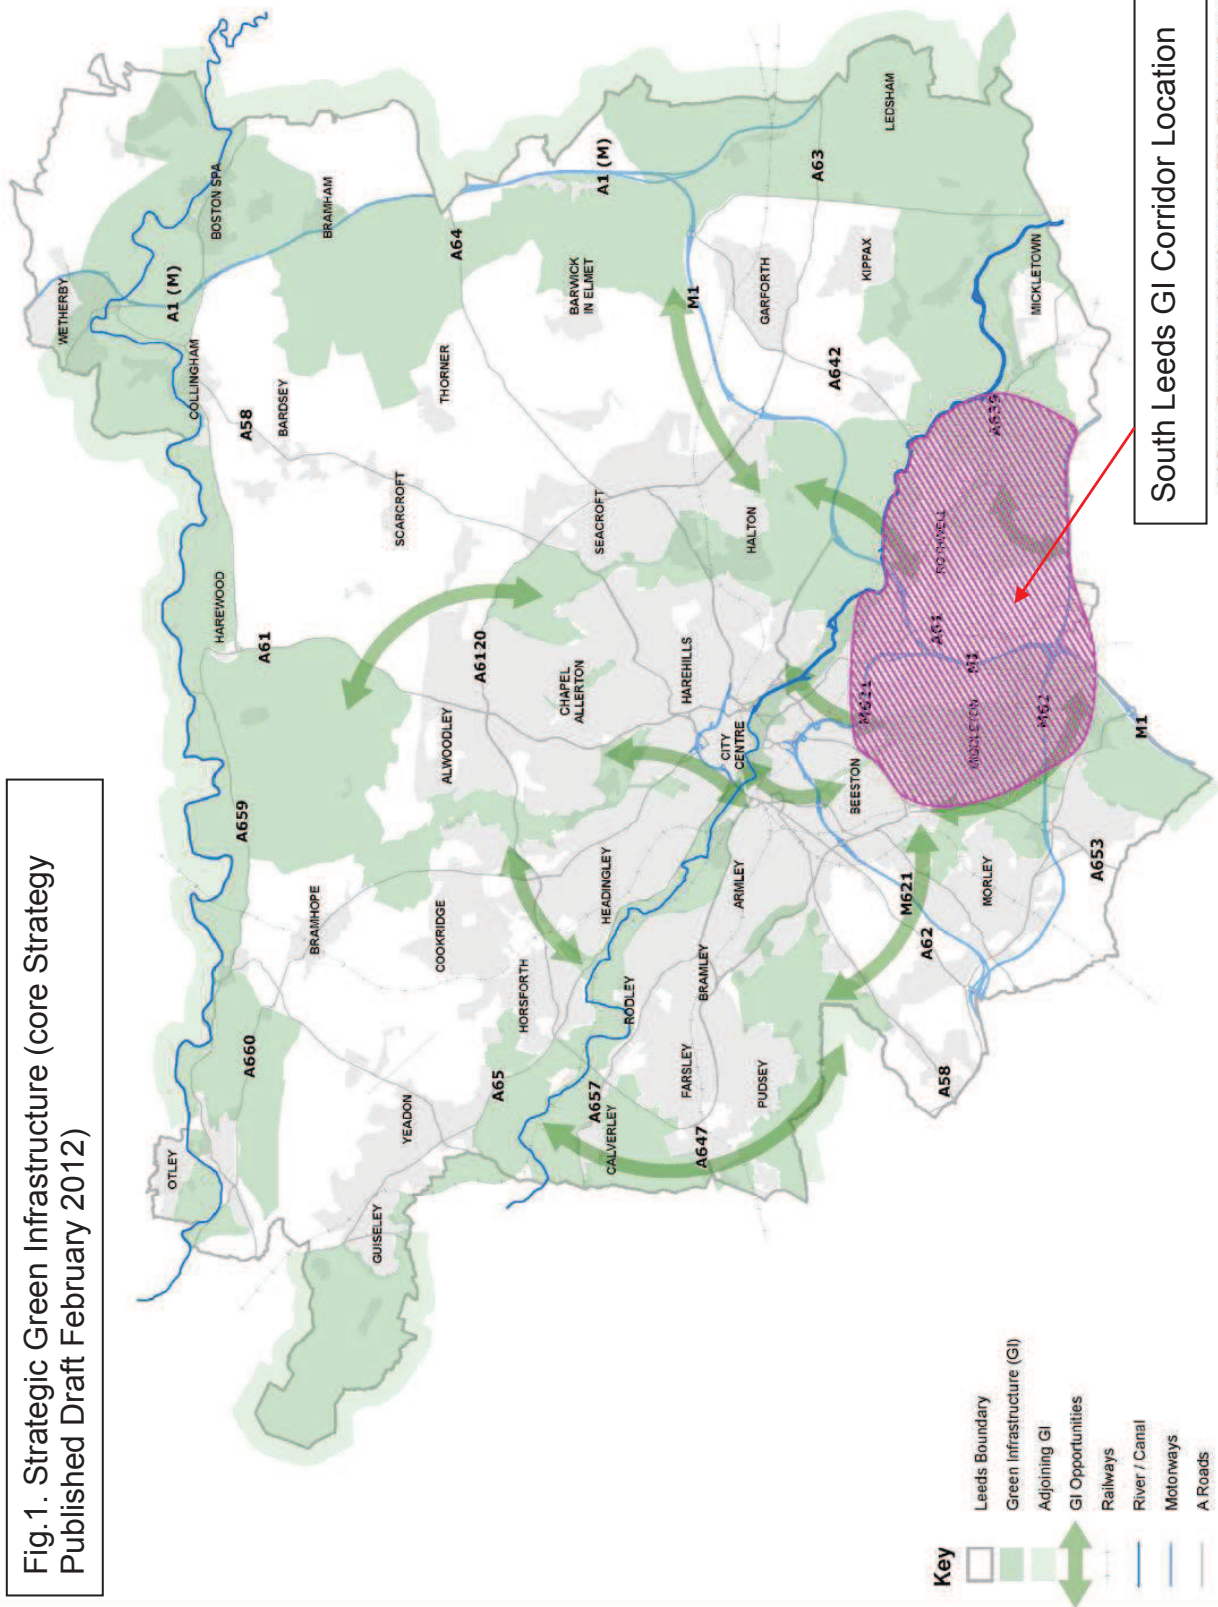 Fig.1. Strategic Green Infrastructure (core Strategy
Published Draft February 2012)
WETHERBY
A1 (M)
BOSTON SPA
COLLINGHAM
BRAMHAM
A58
BARDSEY
HAREWOOD
A61
A659
OTLEY
A660
BRAMHOPE
SCARCROFT
THORNER
A64
BARWICK
IN ELMET
A1 (M)
ALWOODLEY
A6120
COOKRIDGE
YEADON
GUISELEY
A65
HORSFORTH
HEADINGLEY
CHAPEL
ALLERTON
SEACROFT
HAREHILLS
HALTON
M1
GARFORTH
A63
LEDSHAM
KIPPAX
A642
MICKLETOWN
A639
ROTHWELL
A61
M1
M621
MIDDLETON
M62
CITY
CENTRE
BEESTON
ARMLEY
BRAMLEY
RODLEY
A657
CALVERLEY
FARSLEY
A647
PUDSEY
M621
A62
MORLEY
A58
A653
M1
South Leeds GI Corridor Location
Key
Leeds Boundary
Green Infrastructure (GI)
Adjoining GI
GI Opportunities
Railways
River / Canal
Motorways
A Roads